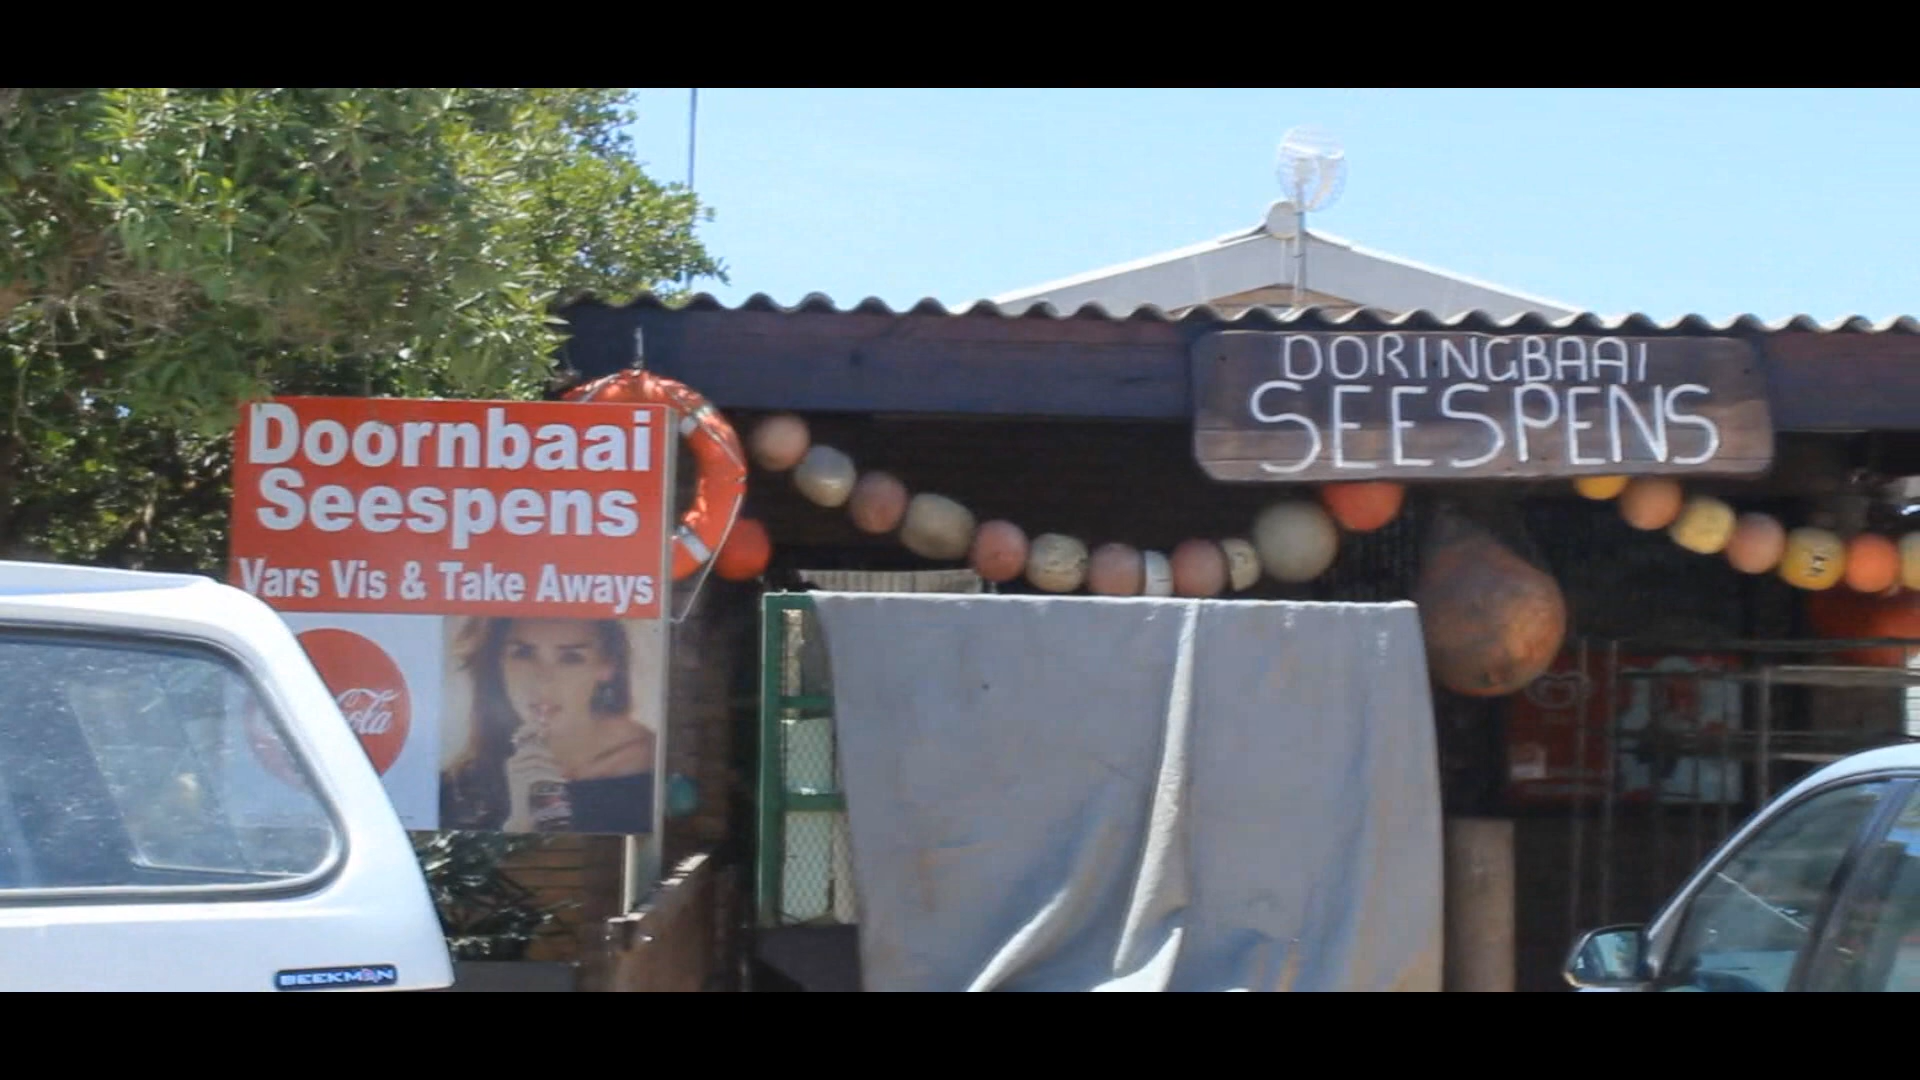 Doornbaai
Seespens
Vars Vis & Take Aways
DORINGBAAI
SEESPENS
BEEKMAN